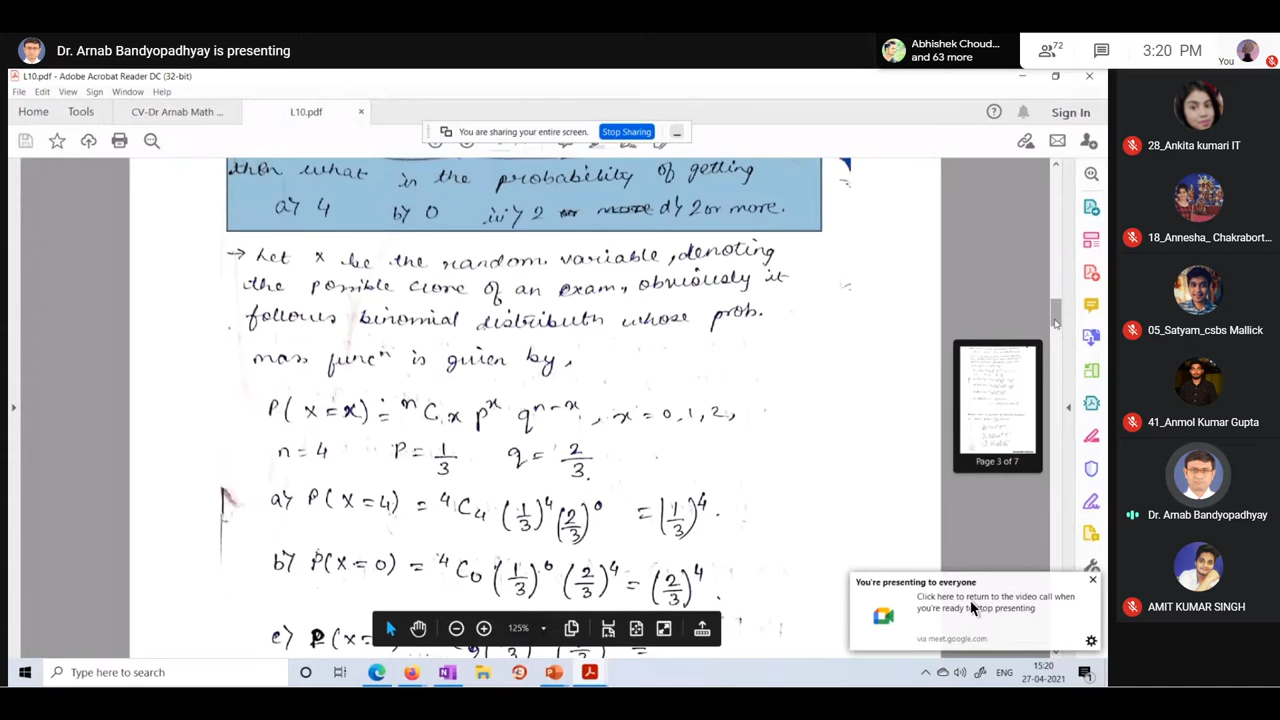 Dr. Arnab Bandyopadhyay is presenting
Abhishek Choud...
and 63 more
72
3:20 PM
You
L10.pdf - Adobe Acrobat Reader DC (32-bit)
File Edit View Sign Window Help
Home Tools CV-Dr Arnab Math ... L10.pdf × Sign In
You are sharing your entire screen. Stop Sharing
then what is the probability of getting
a) 4 b) 0 2 or more d) 2 or more.
→ Let x be the random variable, denoting
the possible of an exam, obviously it
follows binomial whose prob.
mass funcⁿ is given by,
P(X=x) = ⁿCₓ pˣ qⁿ⁻ˣ, x=0,1,2,
n=4 P=1/3 q=2/3.
a) P(X=4) = ⁴C₄ (1/3)⁴ (2/3)⁰ = (1/3)⁴.
b) P(X=0) = ⁴C₀ (1/3)⁰ (2/3)⁴ = (2/3)⁴.
c) P(X=
125%
Page 3 of 7
You're presenting to everyone
Click here to return to the video call when
you're ready to stop presenting
via meet.google.com
28_Ankita kumari IT
18_Annesha_ Chakrabort...
05_Satyam_csbs Mallick
41_Anmol Kumar Gupta
Dr. Arnab Bandyopadhyay
AMIT KUMAR SINGH
Type here to search
ENG
15:20
27-04-2021
1